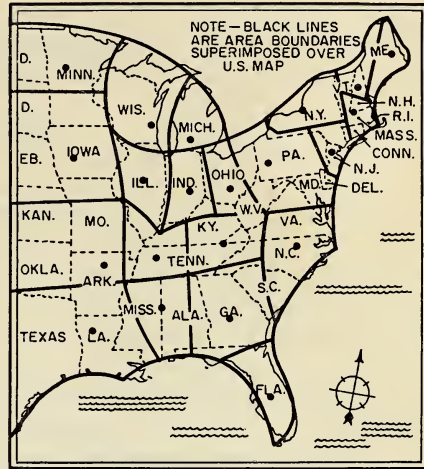 NOTE—BLACK LINES
ARE AREA BOUNDARIES
SUPERIMPOSED OVER
U.S. MAP
ME.
D.
MINN.
VT.
N.H.
WIS.
N.Y.
R.I.
D.
MICH.
MASS.
CONN.
EB.
IOWA
ILL.
IND.
OHIO
PA.
N.J.
MD.
DEL.
W.V.
KAN.
MO.
KY.
VA.
OKLA.
ARK.
TENN.
N.C.
S.C.
MISS.
ALA.
GA.
TEXAS
LA.
FLA.